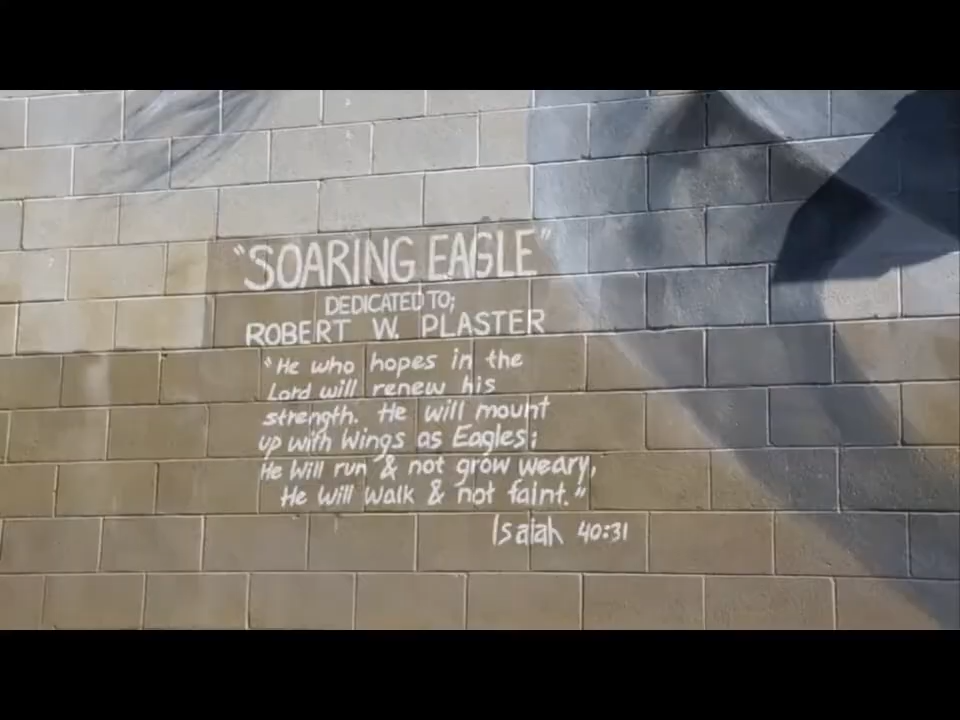 "SOARING EAGLE"
DEDICATED TO;
ROBERT W. PLASTER
"He who hopes in the
Lord will renew his
strength. He will mount
up with Wings as Eagles;
He Will run & not grow weary,
He will walk & not faint."
Isaiah 40:31